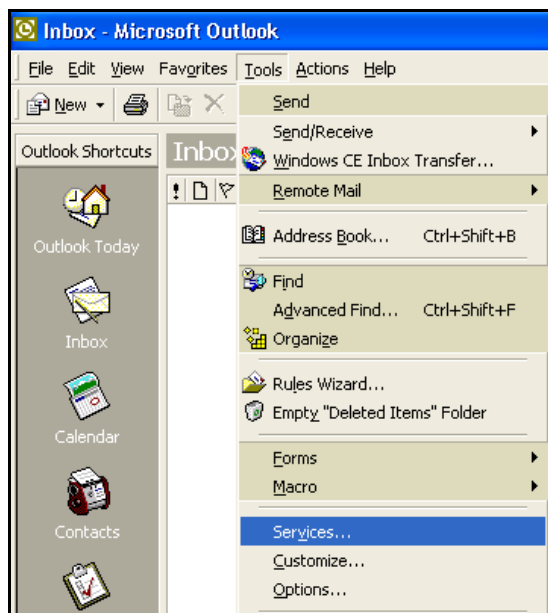 Inbox - Microsoft Outlook
File Edit View Favorites Tools Actions Help
New
Outlook Shortcuts
Inbox
Outlook Today
Inbox
Calendar
Contacts
Send
Send/Receive
Windows CE Inbox Transfer...
Remote Mail
Address Book... Ctrl+Shift+B
Find
Advanced Find... Ctrl+Shift+F
Organize
Rules Wizard...
Empty "Deleted Items" Folder
Forms
Macro
Services...
Customize...
Options...